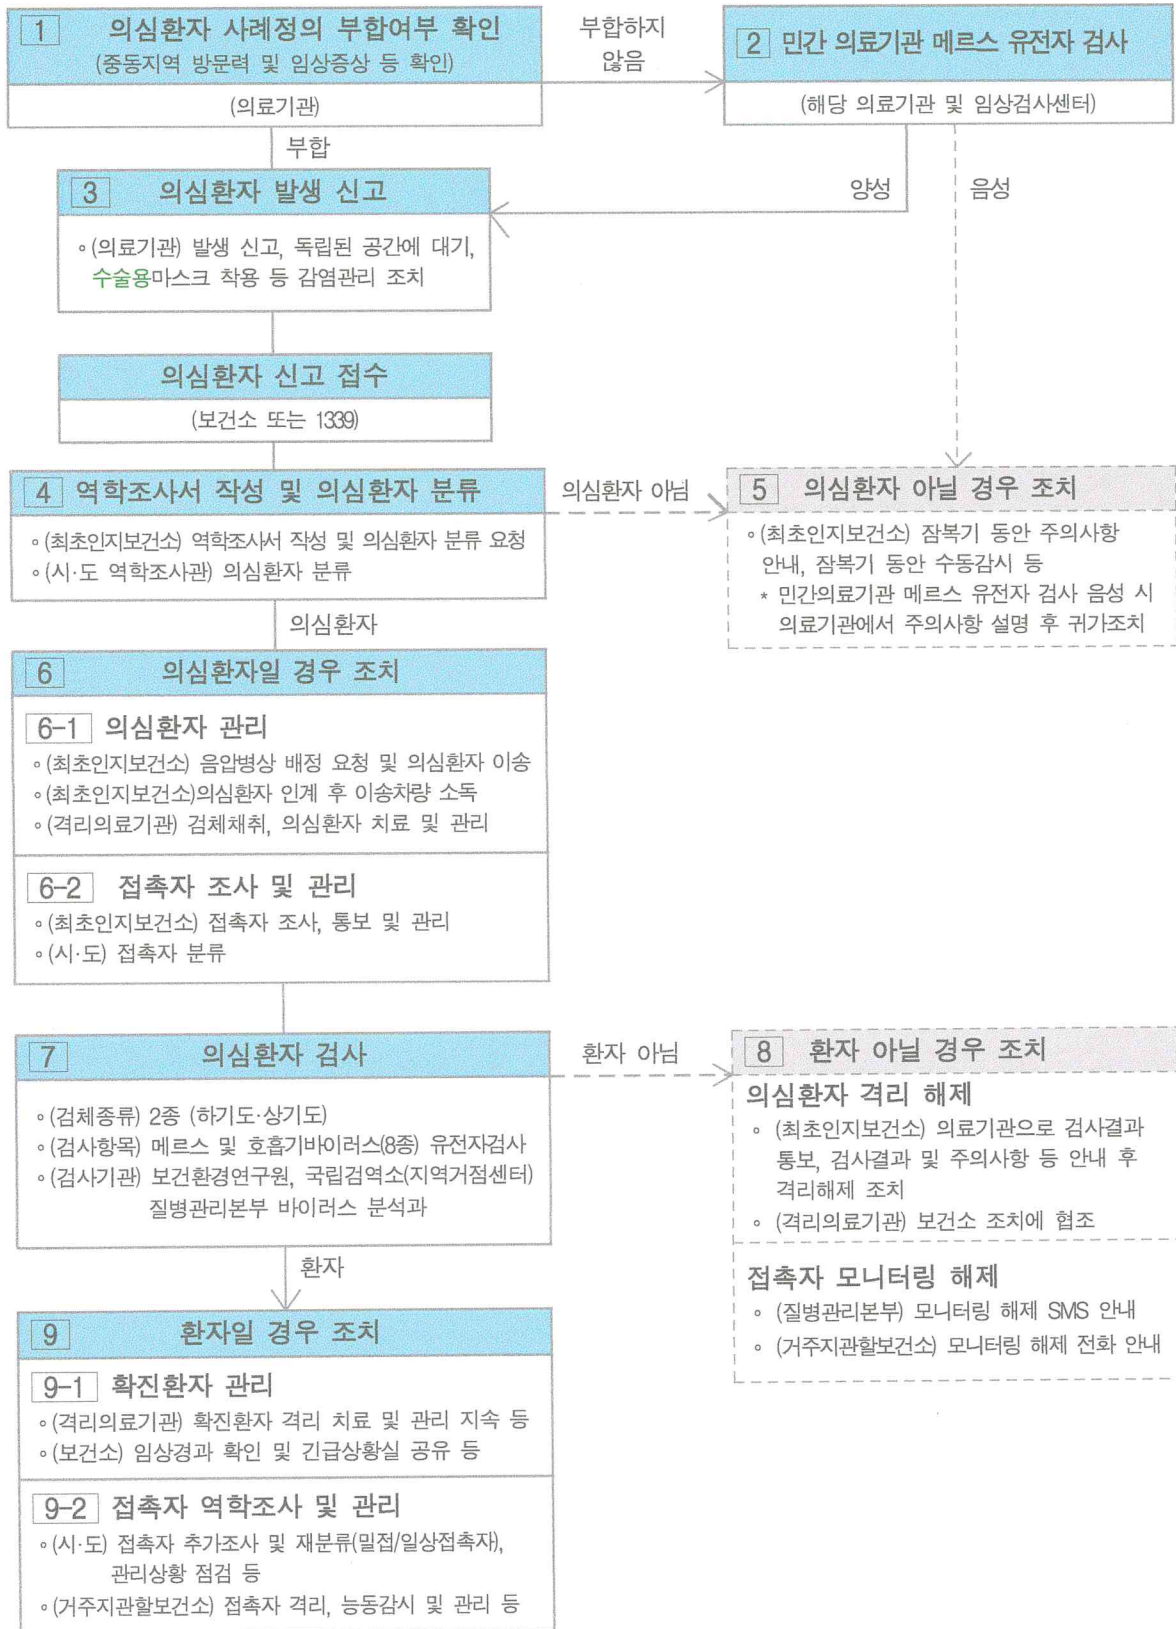 1 의심환자 사례정의 부합여부 확인
(중동지역 방문력 및 임상증상 등 확인)
(의료기관)
부합하지
않음
2 민간 의료기관 메르스 유전자 검사
(해당 의료기관 및 임상검사센터)
부합
양성
음성
3 의심환자 발생 신고
∘(의료기관) 발생 신고, 독립된 공간에 대기,
수술용마스크 착용 등 감염관리 조치
의심환자 신고 접수
(보건소 또는 1339)
4 역학조사서 작성 및 의심환자 분류
∘(최초인지보건소) 역학조사서 작성 및 의심환자 분류 요청
∘(시·도 역학조사관) 의심환자 분류
의심환자 아님
5 의심환자 아닐 경우 조치
∘(최초인지보건소) 잠복기 동안 주의사항
안내, 잠복기 동안 수동감시 등
* 민간의료기관 메르스 유전자 검사 음성 시
의료기관에서 주의사항 설명 후 귀가조치
의심환자
6 의심환자일 경우 조치
6-1 의심환자 관리
∘(최초인지보건소) 음압병상 배정 요청 및 의심환자 이송
∘(최초인지보건소)의심환자 인계 후 이송차량 소독
∘(격리의료기관) 검체채취, 의심환자 치료 및 관리
6-2 접촉자 조사 및 관리
∘(최초인지보건소) 접촉자 조사, 통보 및 관리
∘(시·도) 접촉자 분류
7 의심환자 검사
∘(검체종류) 2종 (하기도·상기도)
∘(검사항목) 메르스 및 호흡기바이러스(8종) 유전자검사
∘(검사기관) 보건환경연구원, 국립검역소(지역거점센터)
질병관리본부 바이러스 분석과
환자 아님
8 환자 아닐 경우 조치
의심환자 격리 해제
∘ (최초인지보건소) 의료기관으로 검사결과
통보, 검사결과 및 주의사항 등 안내 후
격리해제 조치
∘ (격리의료기관) 보건소 조치에 협조
접촉자 모니터링 해제
∘ (질병관리본부) 모니터링 해제 SMS 안내
∘ (거주지관할보건소) 모니터링 해제 전화 안내
환자
9 환자일 경우 조치
9-1 확진환자 관리
∘(격리의료기관) 확진환자 격리 치료 및 관리 지속 등
∘(보건소) 임상경과 확인 및 긴급상황실 공유 등
9-2 접촉자 역학조사 및 관리
∘(시·도) 접촉자 추가조사 및 재분류(밀접/일상접촉자),
관리상황 점검 등
∘(거주지관할보건소) 접촉자 격리, 능동감시 및 관리 등